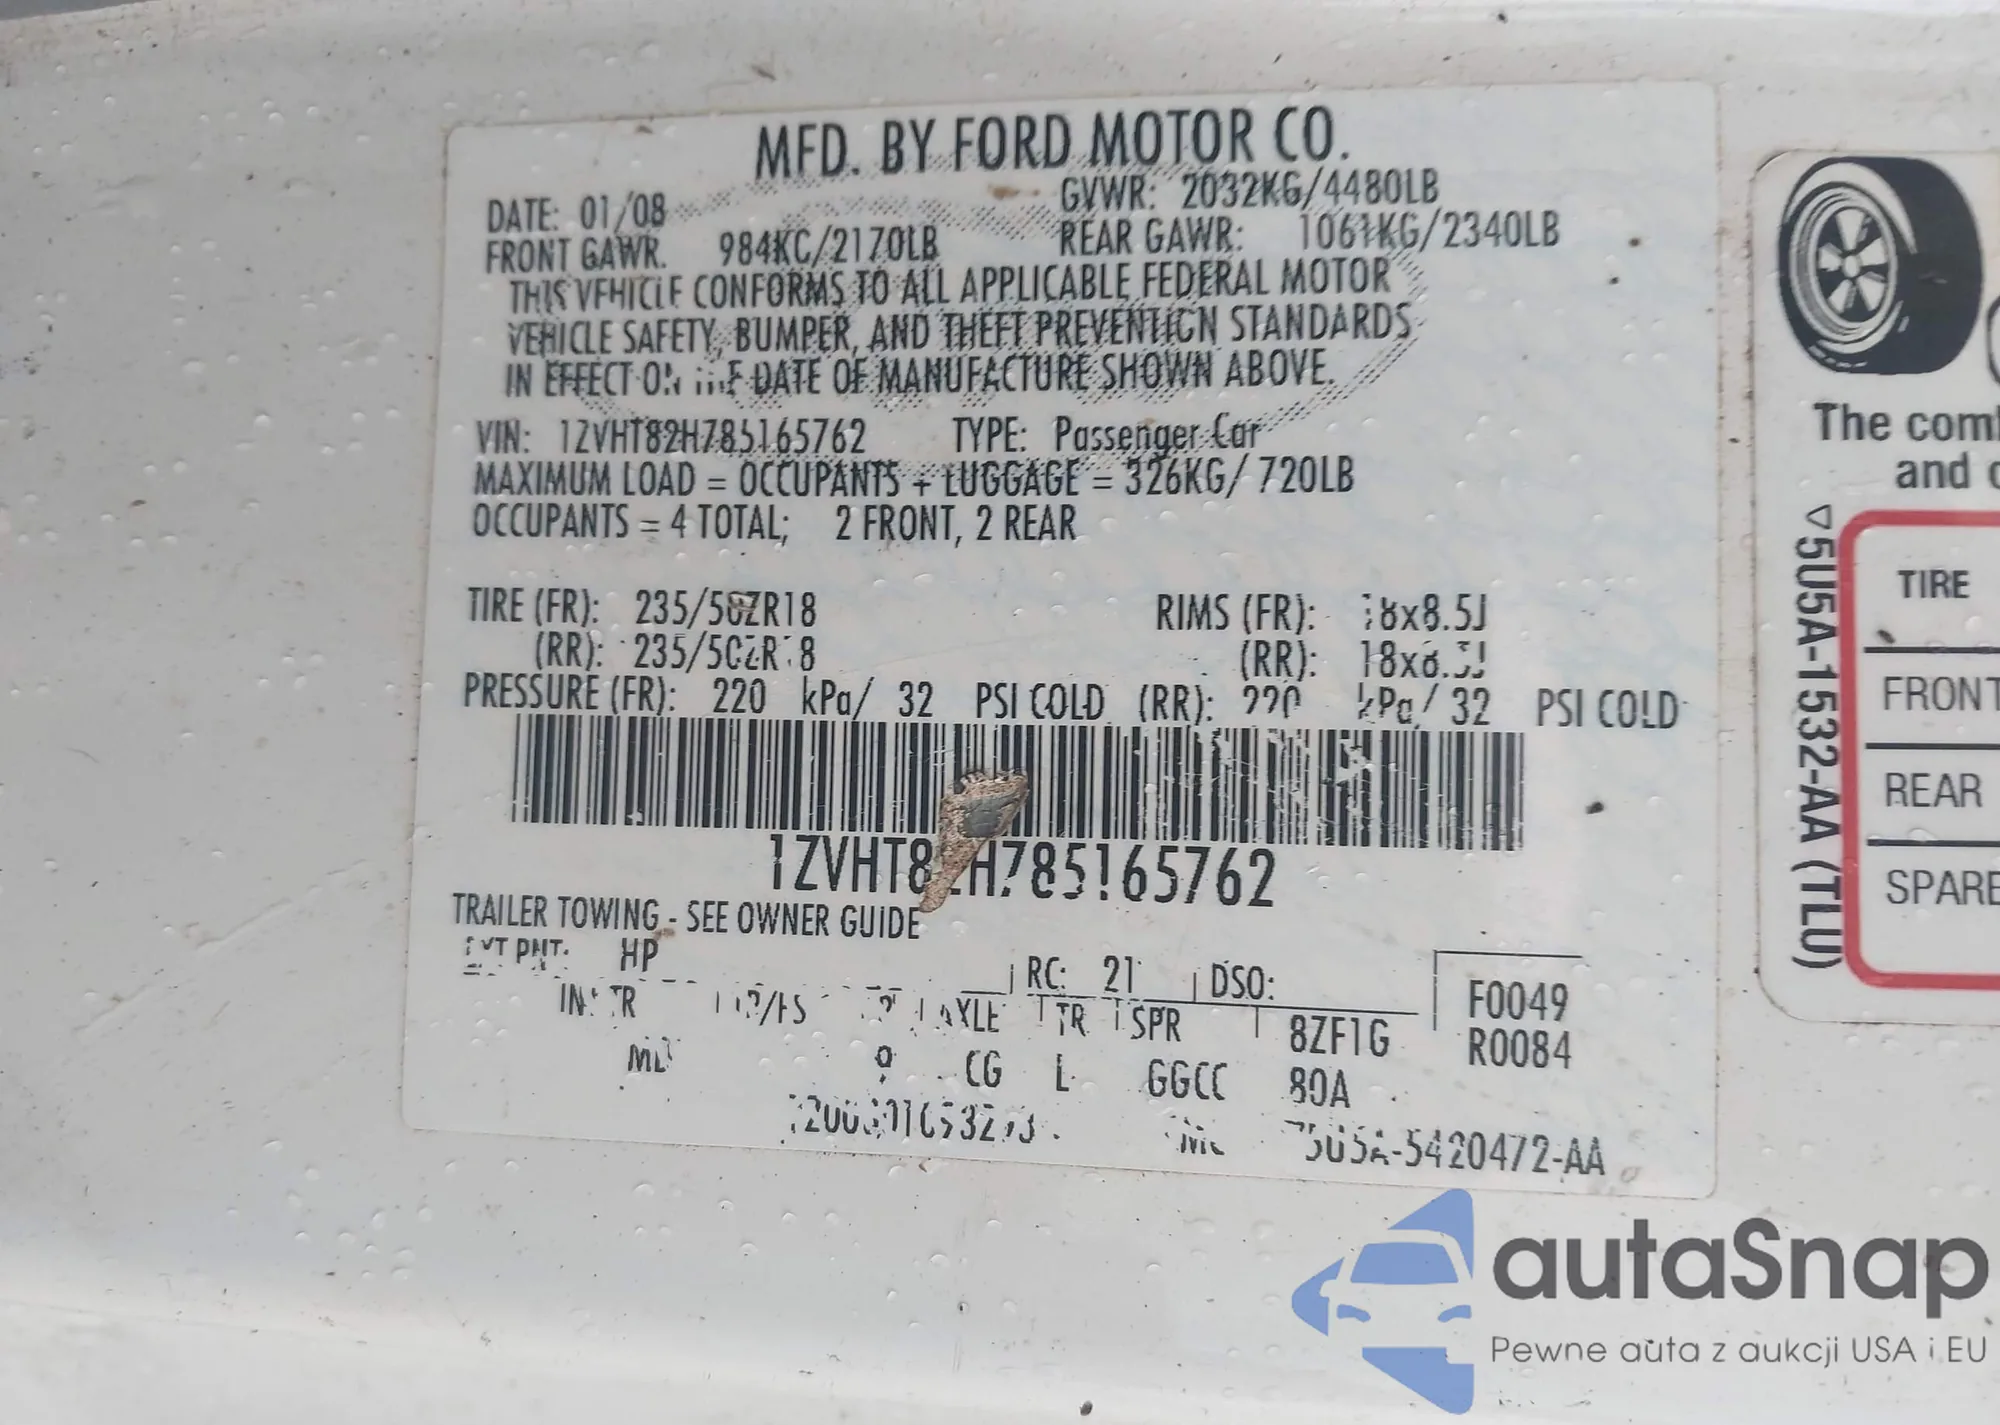 MFD. BY FORD MOTOR CO.
DATE: 01/08 GVWR: 2032KG/4480LB
FRONT GAWR. 984KG/2170LB REAR GAWR: 1061KG/2340LB
THIS VEHICLE CONFORMS TO ALL APPLICABLE FEDERAL MOTOR
VEHICLE SAFETY, BUMPER, AND THEFT PREVENTION STANDARDS
IN EFFECT ON THE DATE OF MANUFACTURE SHOWN ABOVE.
VIN: 1ZVHT82H785165762 TYPE: Passenger Car
MAXIMUM LOAD = OCCUPANTS + LUGGAGE = 326KG/ 720LB
OCCUPANTS = 4 TOTAL; 2 FRONT, 2 REAR
TIRE (FR): 235/50ZR18 RIMS (FR): 18x8.5J
(RR): 235/50ZR18 (RR): 18x8.5J
PRESSURE (FR): 220 kPa/ 32 PSI COLD (RR): 220 kPa/ 32 PSI COLD
1ZVHT82H785165762
TRAILER TOWING - SEE OWNER GUIDE
EXT PNT: HP RC: 21 DSO: F0049
AXLE TR SPR 8ZF1G R0084
CG L GGCC 80A
5U5A-5420472-AA
The
and
5U5A-1532-AA (TLU)
TIRE
FRONT
REAR
SPARE
autaSnap
Pewne auta z aukcji USA i EU